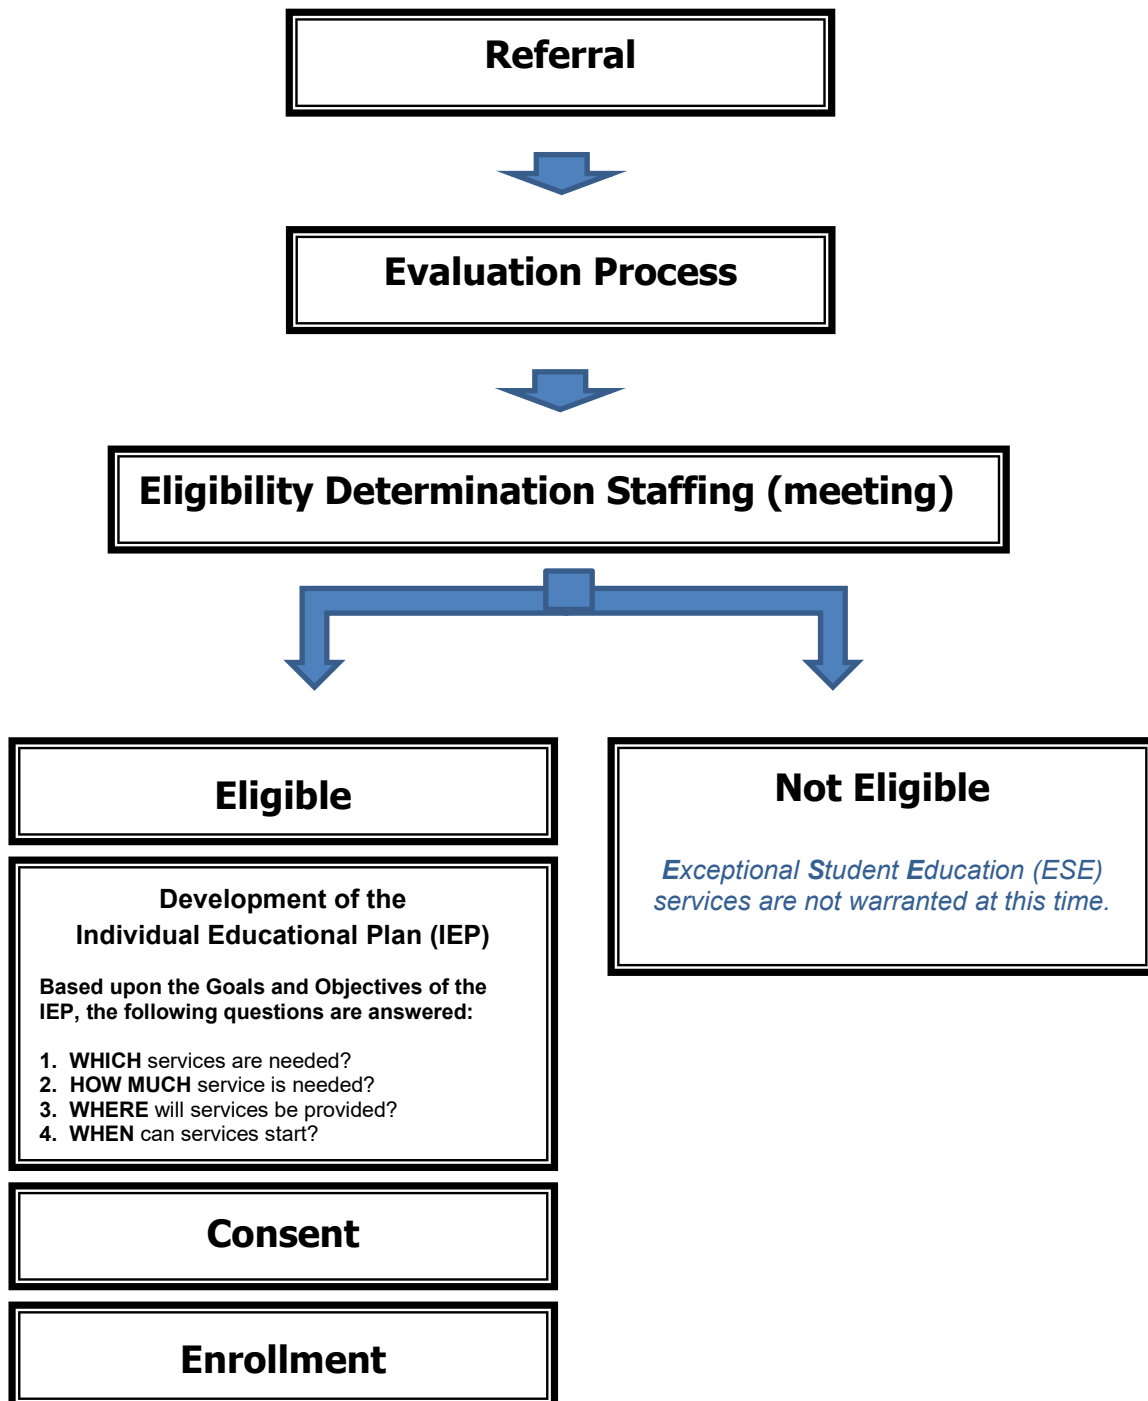 Referral
Evaluation Process
Eligibility Determination Staffing (meeting)
Eligible
Development of the
Individual Educational Plan (IEP)
Based upon the Goals and Objectives of the
IEP, the following questions are answered:
1. WHICH services are needed?
2. HOW MUCH service is needed?
3. WHERE will services be provided?
4. WHEN can services start?
Consent
Enrollment
Not Eligible
Exceptional Student Education (ESE)
services are not warranted at this time.